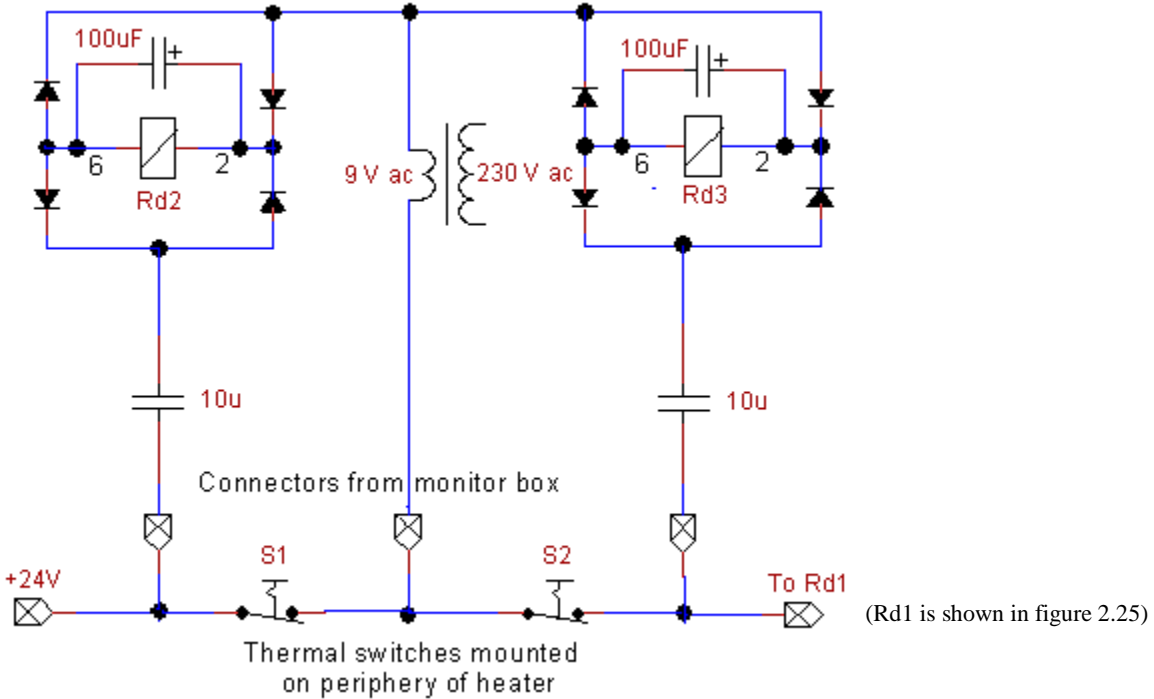 100uF
+
100uF
+
6
2
Rd2
9 V ac
230 V ac
6
2
Rd3
10u
10u
Connectors from monitor box
+24V
S1
S2
To Rd1
(Rd1 is shown in figure 2.25)
Thermal switches mounted
on periphery of heater